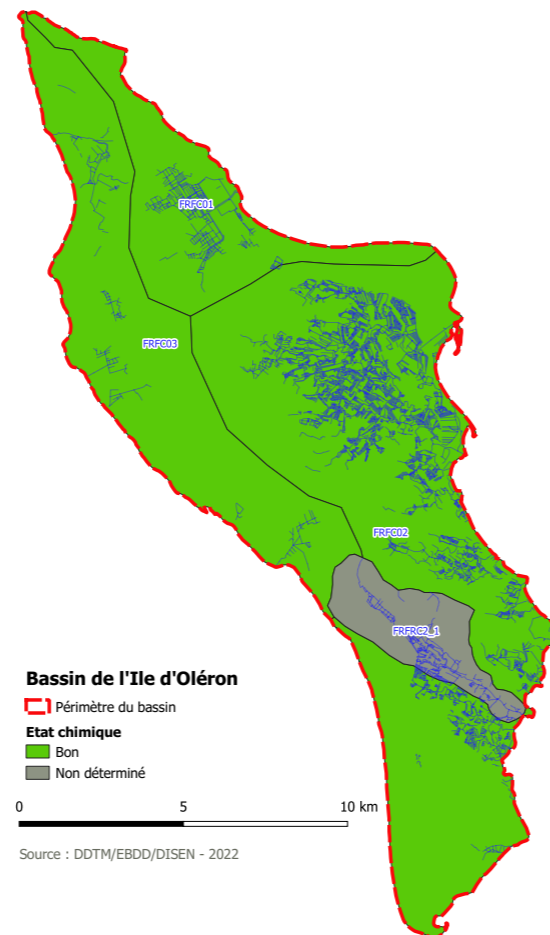 FRFC01
FRFC03
FRFC02
FRFRC2_1
Bassin de l'Ile d'Oléron
Périmètre du bassin
Etat chimique
Bon
Non déterminé
0 5 10 km
Source : DDTM/EBDD/DISEN - 2022